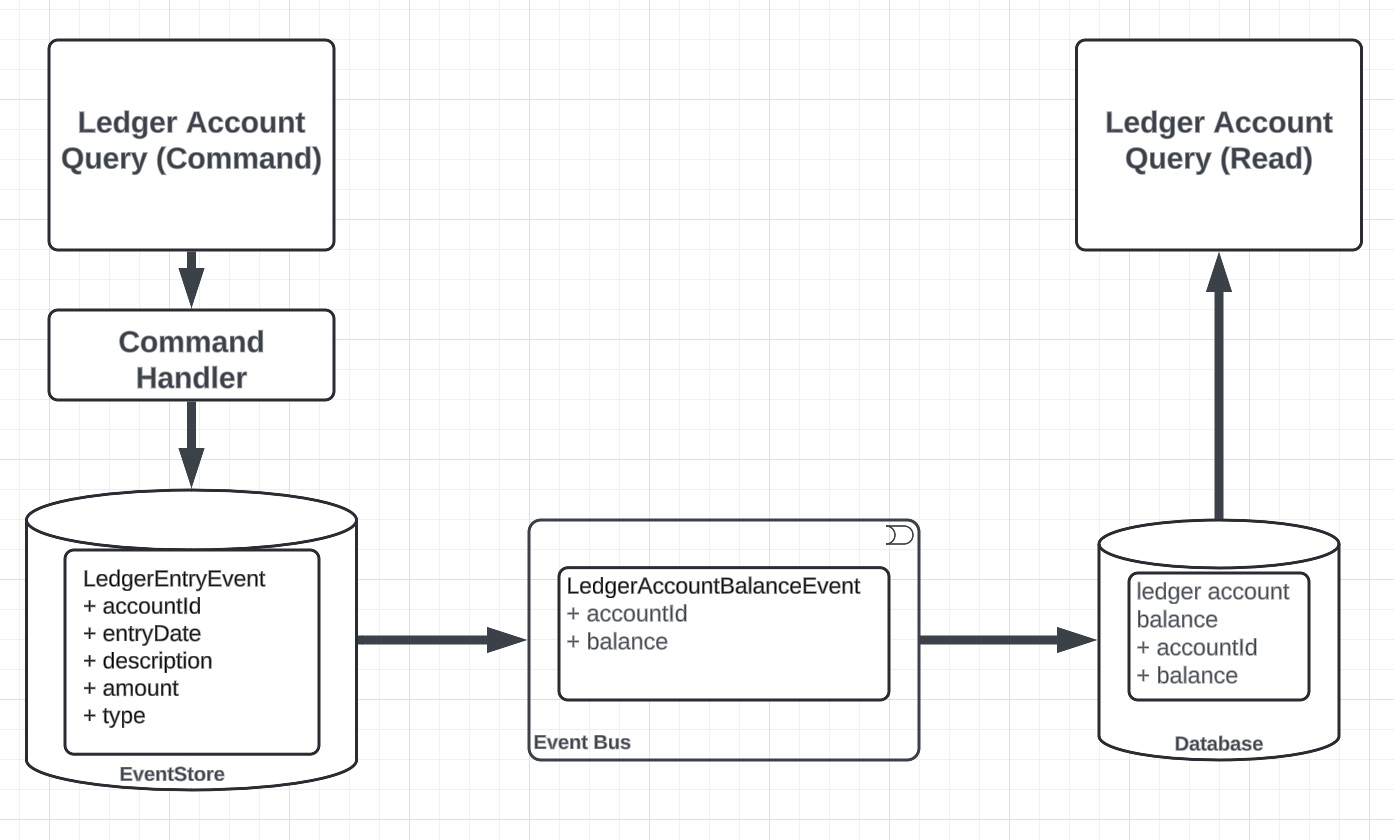 Ledger Account
Query (Command)
Ledger Account
Query (Read)
Command
Handler
LedgerEntryEvent
+ accountId
+ entryDate
+ description
+ amount
+ type
EventStore
LedgerAccountBalanceEvent
+ accountId
+ balance
Event Bus
ledger account
balance
+ accountId
+ balance
Database